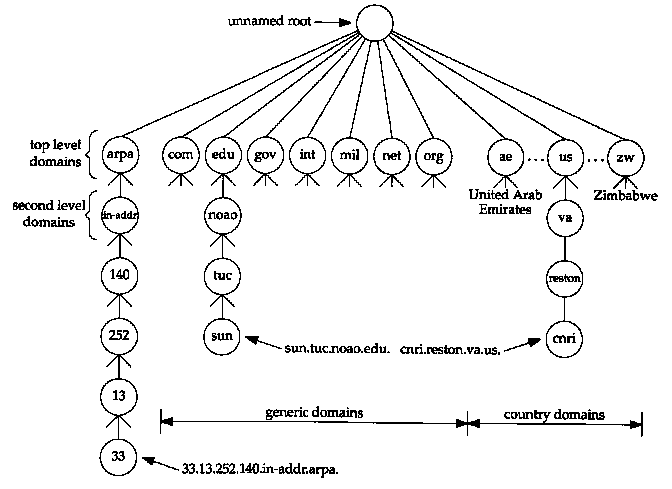 unnamed root
top level
domains
arpa
com
edu
gov
int
mil
net
org
ae
....
us
....
zw
second level
domains
in-addr
noao
United Arab
Emirates
va
Zimbabwe
140
tuc
reston
252
sun
sun.tuc.noao.edu.
cnri.reston.va.us.
cnri
13
generic domains
country domains
33
33.13.252.140.in-addr.arpa.